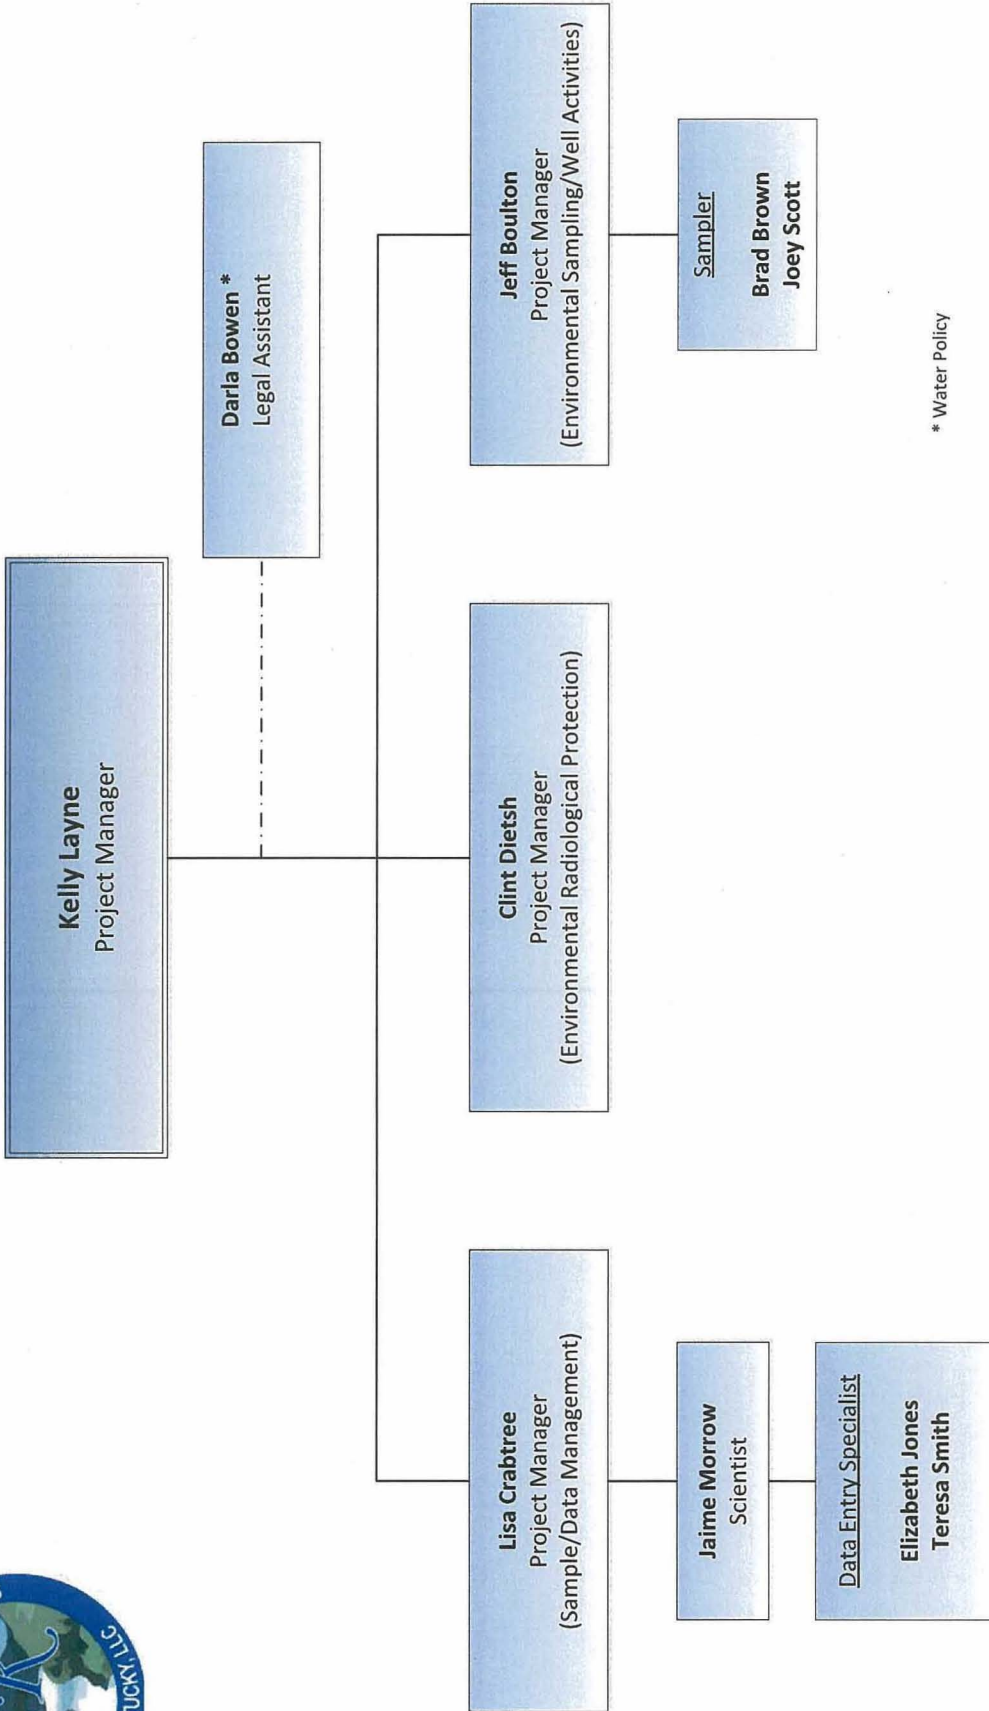 Kelly Layne
Project Manager
Darla Bowen *
Legal Assistant
Lisa Crabtree
Project Manager
(Sample/Data Management)
Clint Dietsh
Project Manager
(Environmental Radiological Protection)
Jeff Boulton
Project Manager
(Environmental Sampling/Well Activities)
Jaime Morrow
Scientist
Sampler
Brad Brown
Joey Scott
Data Entry Specialist
Elizabeth Jones
Teresa Smith
* Water Policy
LLC